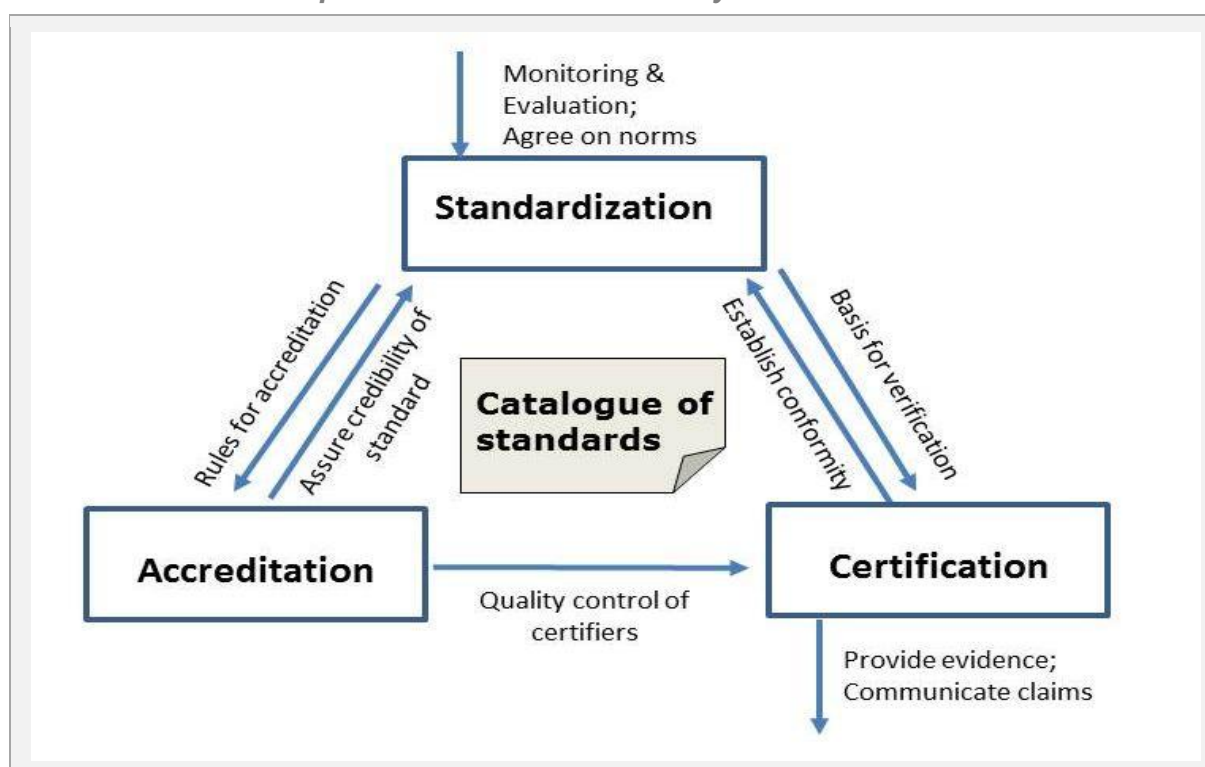 Monitoring &
Evaluation;
Agree on norms
Standardization
Rules for accreditation
Assure credibility of
standard
Catalogue of
standards
Establish conformity
Basis for verification
Accreditation
Quality control of
certifiers
Certification
Provide evidence;
Communicate claims